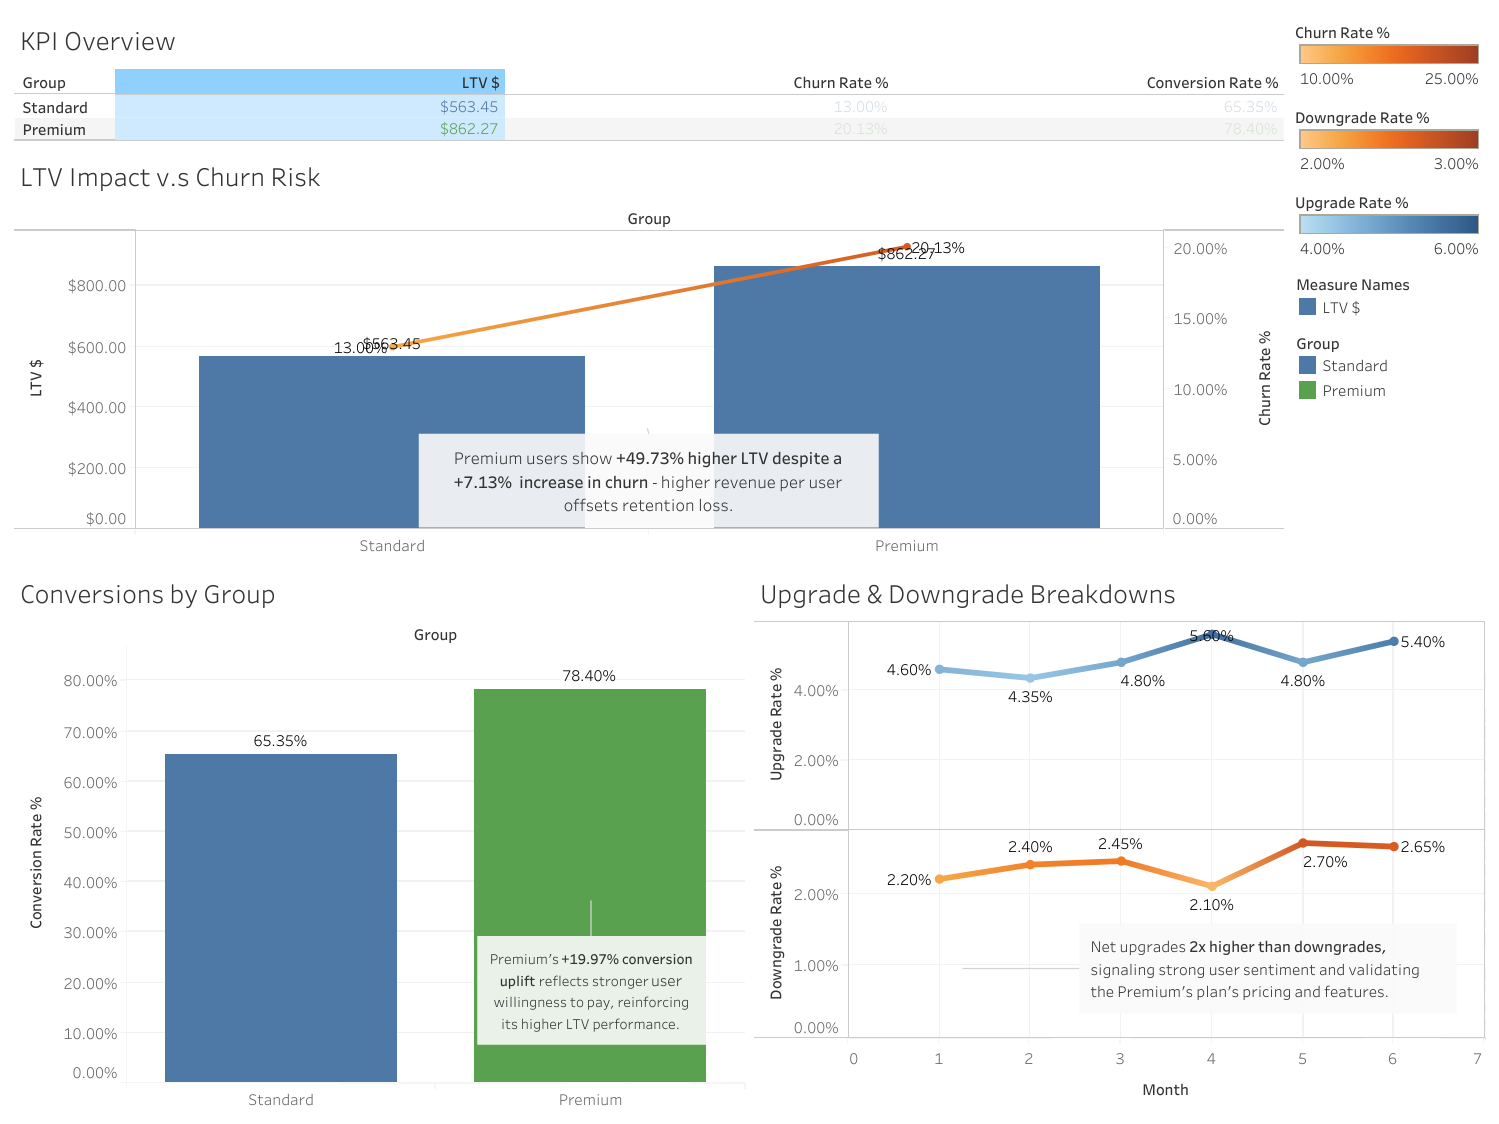 KPI Overview
Group LTV $ Churn Rate % Conversion Rate %
Standard $563.45 13.00% 65.35%
Premium $862.27 20.13% 78.40%
Churn Rate %
10.00% 25.00%
Downgrade Rate %
2.00% 3.00%
Upgrade Rate %
4.00% 6.00%
Measure Names
LTV $
Group
Standard
Premium
LTV Impact v.s Churn Risk
Group
LTV $
$800.00
$600.00
$400.00
$200.00
$0.00
13.00%
$563.45
20.13%
$862.27
20.00%
15.00%
10.00%
5.00%
0.00%
Churn Rate %
Premium users show +49.73% higher LTV despite a
+7.13% increase in churn - higher revenue per user
offsets retention loss.
Standard Premium
Conversions by Group
Group
Conversion Rate %
80.00%
70.00%
60.00%
50.00%
40.00%
30.00%
20.00%
10.00%
0.00%
65.35%
78.40%
Premium's +19.97% conversion
uplift reflects stronger user
willingness to pay, reinforcing
its higher LTV performance.
Standard Premium
Upgrade & Downgrade Breakdowns
Upgrade Rate %
4.00%
2.00%
0.00%
4.60%
4.35%
4.80%
5.60%
4.80%
5.40%
Downgrade Rate %
2.00%
1.00%
0.00%
2.20%
2.40%
2.45%
2.10%
2.70%
2.65%
Net upgrades 2x higher than downgrades,
signaling strong user sentiment and validating
the Premium's plan's pricing and features.
0 1 2 3 4 5 6 7
Month